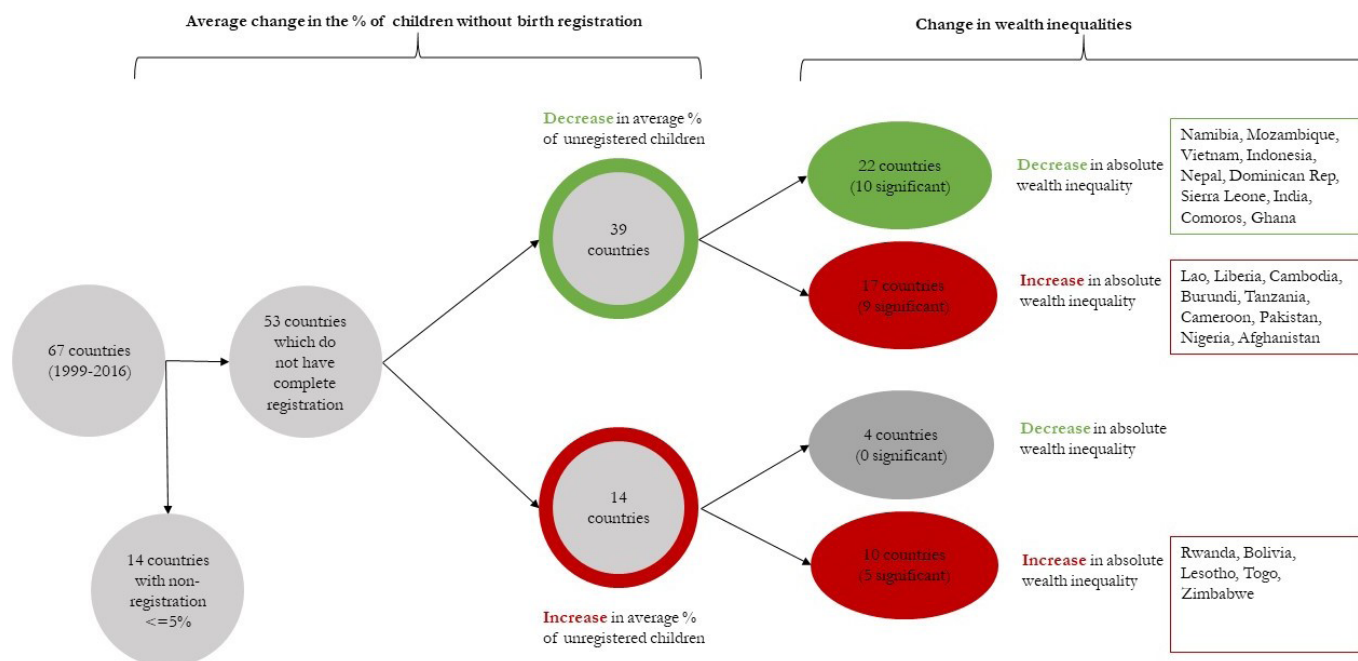 Average change in the % of children without birth registration
Change in wealth inequalities
67 countries
(1999-2016)
14 countries
with non-
registration
<=5%
53 countries
which do
not have
complete
registration
Decrease in average %
of unregistered children
39
countries
14
countries
Increase in average %
of unregistered children
22 countries
(10 significant)
Decrease in absolute
wealth inequality
Namibia, Mozambique,
Vietnam, Indonesia,
Nepal, Dominican Rep,
Sierra Leone, India,
Comoros, Ghana
17 countries
(9 significant)
Increase in absolute
wealth inequality
Lao, Liberia, Cambodia,
Burundi, Tanzania,
Cameroon, Pakistan,
Nigeria, Afghanistan
4 countries
(0 significant)
Decrease in absolute
wealth inequality
10 countries
(5 significant)
Increase in absolute
wealth inequality
Rwanda, Bolivia,
Lesotho, Togo,
Zimbabwe